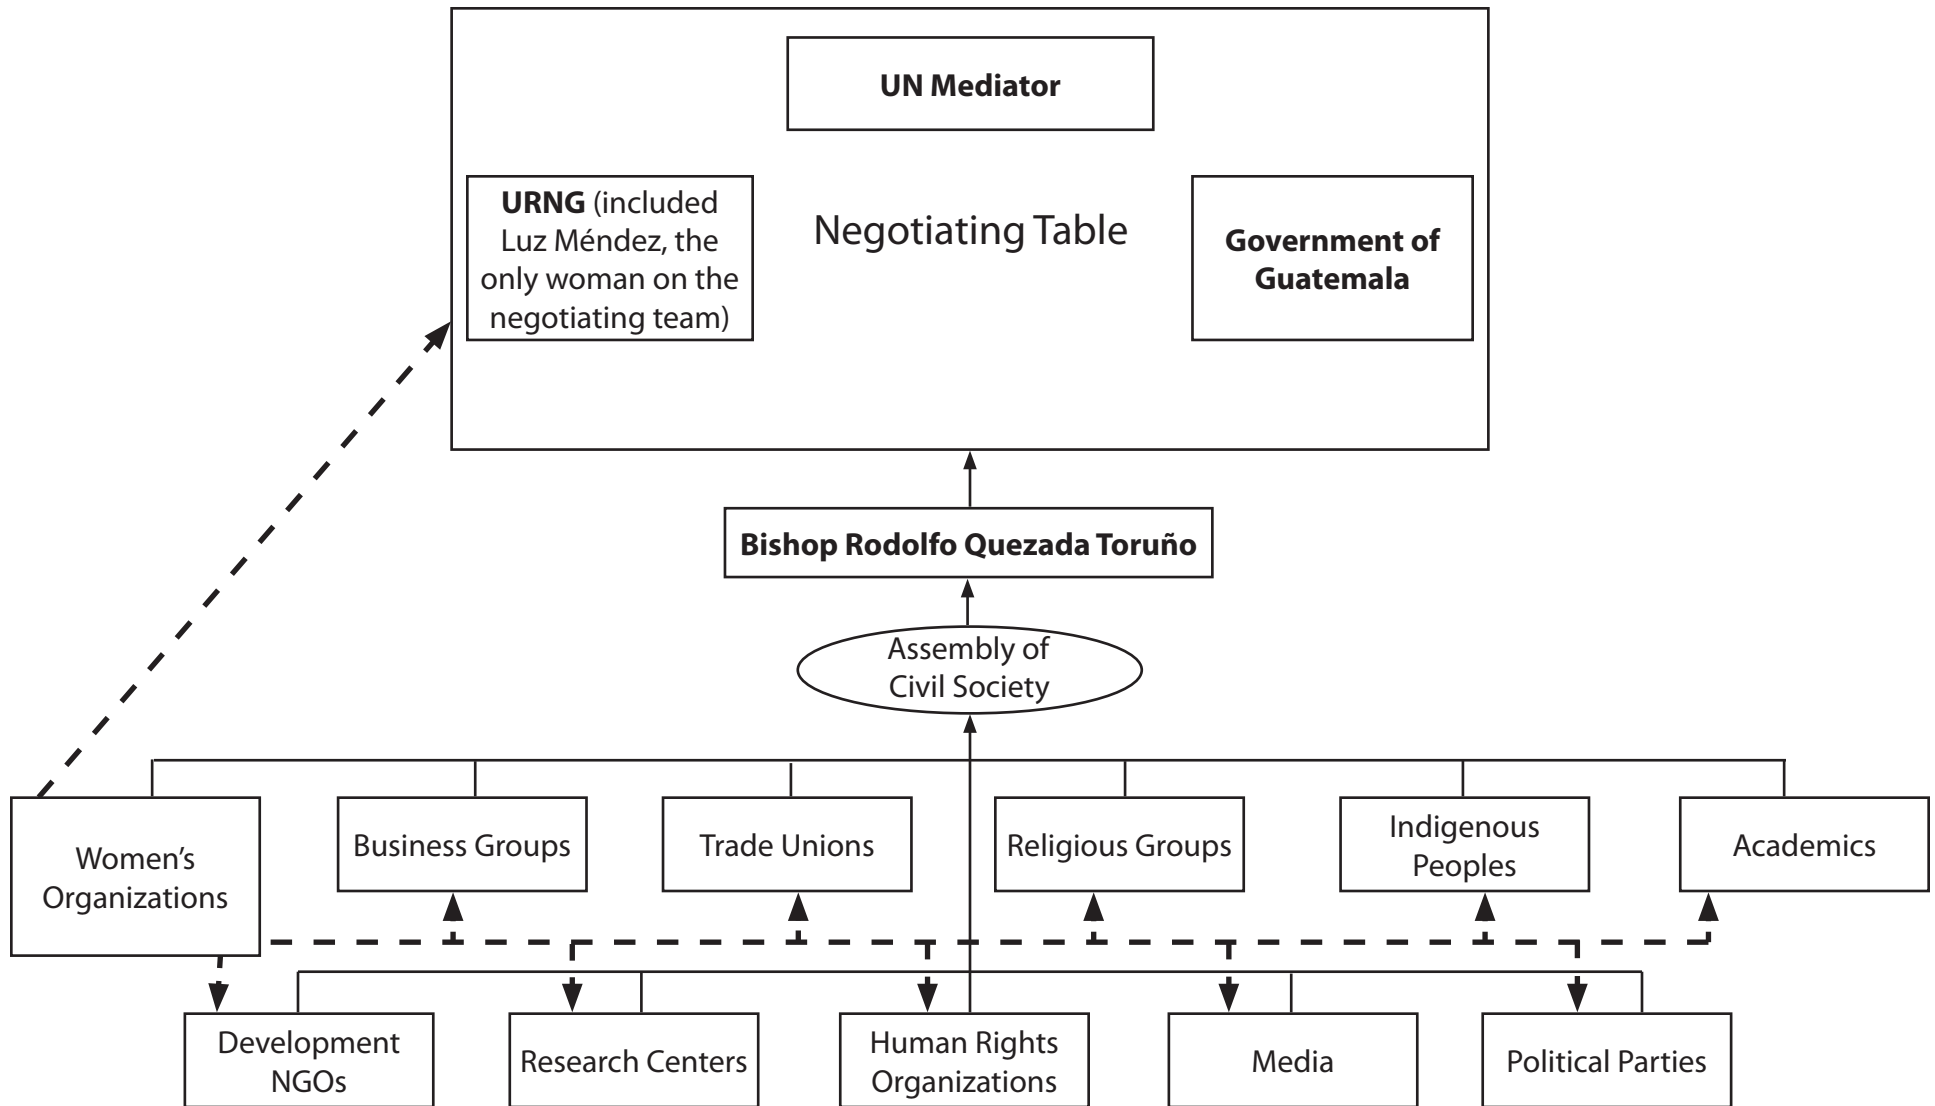 UN Mediator
URNG (included
Luz Méndez, the
only woman on the
negotiating team)
Negotiating Table
Government of
Guatemala
Bishop Rodolfo Quezada Toruño
Assembly of
Civil Society
Women’s
Organizations
Business Groups
Trade Unions
Religious Groups
Indigenous
Peoples
Academics
Development
NGOs
Research Centers
Human Rights
Organizations
Media
Political Parties